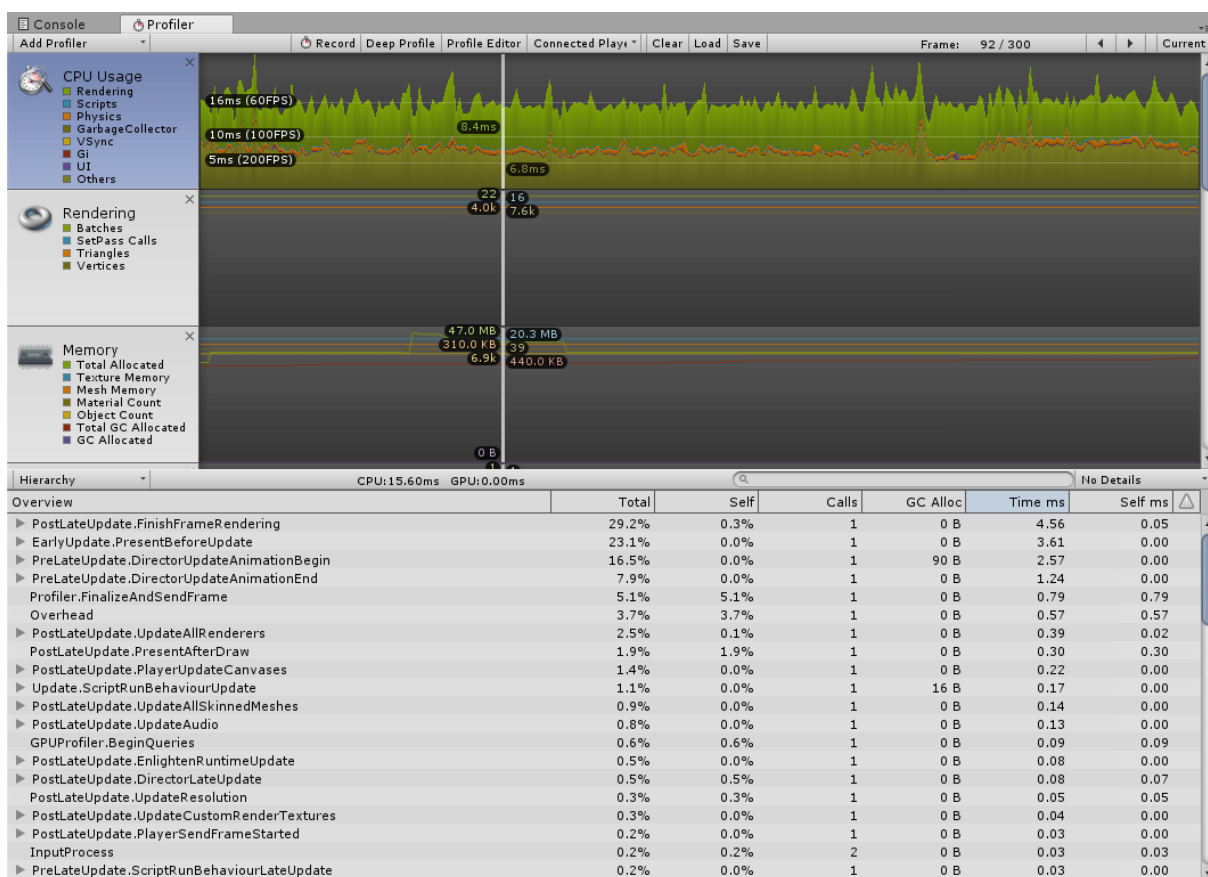 Console Profiler
Add Profiler Record Deep Profile Profile Editor Connected Playe Clear Load Save Frame: 92 / 300 Current
CPU Usage
Rendering
Scripts
Physics
GarbageCollector
VSync
Gi
UI
Others
16ms (60FPS)
10ms (100FPS)
5ms (200FPS)
8.4ms
6.8ms
Rendering
Batches
SetPass Calls
Triangles
Vertices
22 16
4.0k 7.6k
Memory
Total Allocated
Texture Memory
Mesh Memory
Material Count
Object Count
Total GC Allocated
GC Allocated
47.0 MB 20.3 MB
310.0 KB 39
6.9k 440.0 KB
0 B
Hierarchy CPU:15.60ms GPU:0.00ms No Details
Overview Total Self Calls GC Alloc Time ms Self ms
PostLateUpdate.FinishFrameRendering 29.2% 0.3% 1 0 B 4.56 0.05
EarlyUpdate.PresentBeforeUpdate 23.1% 0.0% 1 0 B 3.61 0.00
PreLateUpdate.DirectorUpdateAnimationBegin 16.5% 0.0% 1 90 B 2.57 0.00
PreLateUpdate.DirectorUpdateAnimationEnd 7.9% 0.0% 1 0 B 1.24 0.00
Profiler.FinalizeAndSendFrame 5.1% 5.1% 1 0 B 0.79 0.79
Overhead 3.7% 3.7% 1 0 B 0.57 0.57
PostLateUpdate.UpdateAllRenderers 2.5% 0.1% 1 0 B 0.39 0.02
PostLateUpdate.PresentAfterDraw 1.9% 1.9% 1 0 B 0.30 0.30
PostLateUpdate.PlayerUpdateCanvases 1.4% 0.0% 1 0 B 0.22 0.00
Update.ScriptRunBehaviourUpdate 1.1% 0.0% 1 16 B 0.17 0.00
PostLateUpdate.UpdateAllSkinnedMeshes 0.9% 0.0% 1 0 B 0.14 0.00
PostLateUpdate.UpdateAudio 0.8% 0.0% 1 0 B 0.13 0.00
GPUProfiler.BeginQueries 0.6% 0.6% 1 0 B 0.09 0.09
PostLateUpdate.EnlightenRuntimeUpdate 0.5% 0.0% 1 0 B 0.08 0.00
PostLateUpdate.DirectorLateUpdate 0.5% 0.5% 1 0 B 0.08 0.07
PostLateUpdate.UpdateResolution 0.3% 0.3% 1 0 B 0.05 0.05
PostLateUpdate.UpdateCustomRenderTextures 0.3% 0.0% 1 0 B 0.04 0.00
PostLateUpdate.PlayerSendFrameStarted 0.2% 0.0% 1 0 B 0.03 0.00
InputProcess 0.2% 0.2% 2 0 B 0.03 0.03
PreLateUpdate.ScriptRunBehaviourLateUpdate 0.2% 0.0% 1 0 B 0.03 0.00